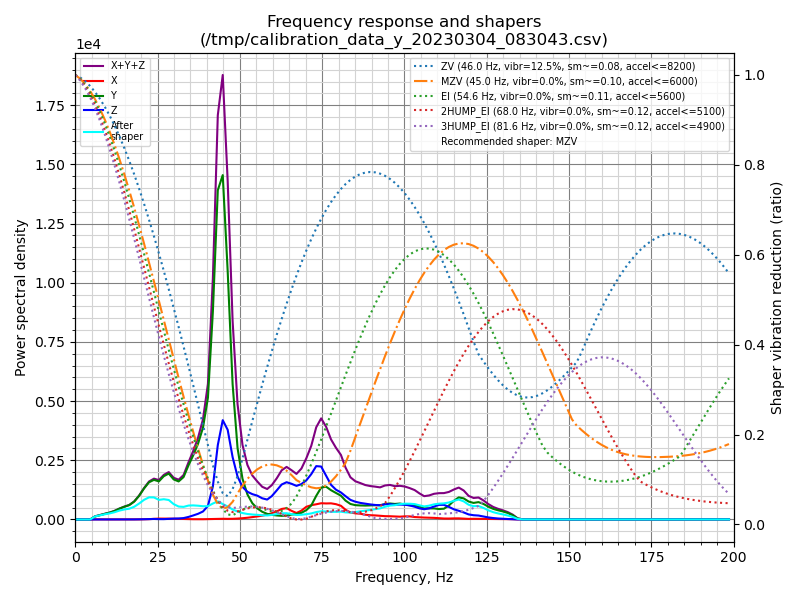 Frequency response and shapers
(/tmp/calibration_data_y_20230304_083043.csv)
1e4
X+Y+Z
X
Y
Z
After
shaper
ZV (46.0 Hz, vibr=12.5%, sm~=0.08, accel<=8200)
MZV (45.0 Hz, vibr=0.0%, sm~=0.10, accel<=6000)
EI (54.6 Hz, vibr=0.0%, sm~=0.11, accel<=5600)
2HUMP_EI (68.0 Hz, vibr=0.0%, sm~=0.12, accel<=5100)
3HUMP_EI (81.6 Hz, vibr=0.0%, sm~=0.12, accel<=4900)
Recommended shaper: MZV
Power spectral density
1.75
1.50
1.25
1.00
0.75
0.50
0.25
0.00
1.0
0.8
0.6
0.4
0.2
0.0
Shaper vibration reduction (ratio)
0 25 50 75 100 125 150 175 200
Frequency, Hz